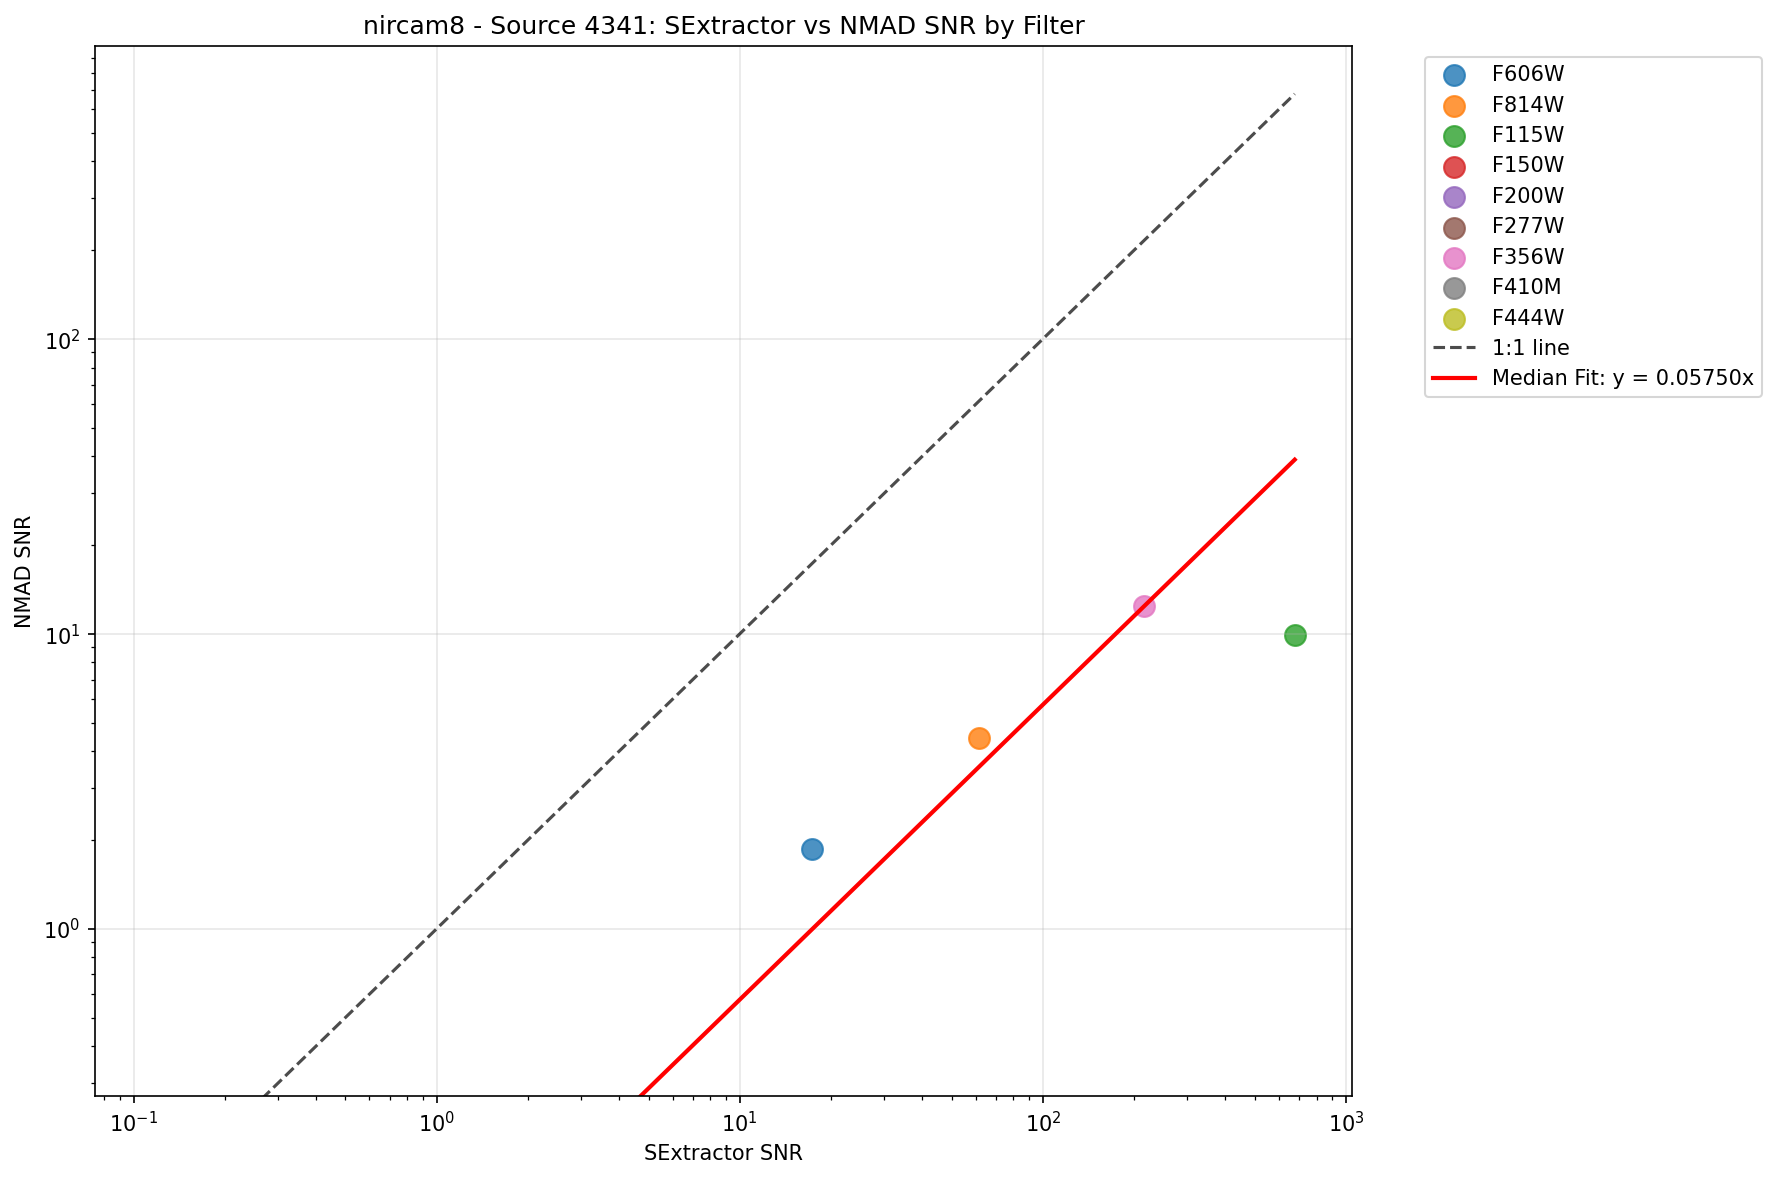 nircam8 - Source 4341: SExtractor vs NMAD SNR by Filter
F606W
F814W
F115W
F150W
F200W
F277W
F356W
F410M
F444W
1:1 line
Median Fit: y = 0.05750x
NMAD SNR
10²
10¹
10⁰
10⁻¹
10⁰
10¹
10²
10³
SExtractor SNR